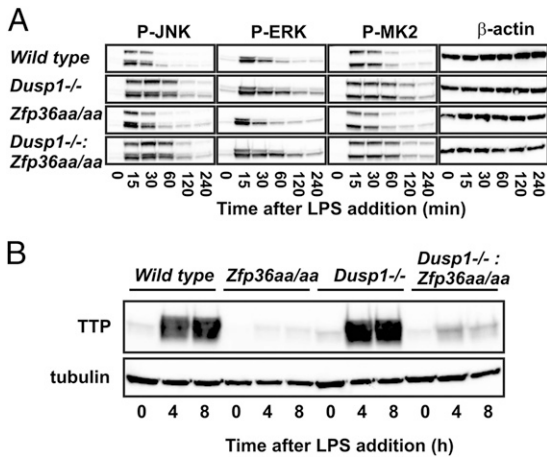 A
P-JNK P-ERK P-MK2 β-actin
Wild type
Dusp1-/-
Zfp36aa/aa
Dusp1-/-:
Zfp36aa/aa
0 15 30 60 120 240 0 15 30 60 120 240 0 15 30 60 120 240 0 15 30 60 120 240
Time after LPS addition (min)
B
Wild type Zfp36aa/aa Dusp1-/- Dusp1-/- :
Zfp36aa/aa
TTP
tubulin
0 4 8 0 4 8 0 4 8 0 4 8
Time after LPS addition (h)